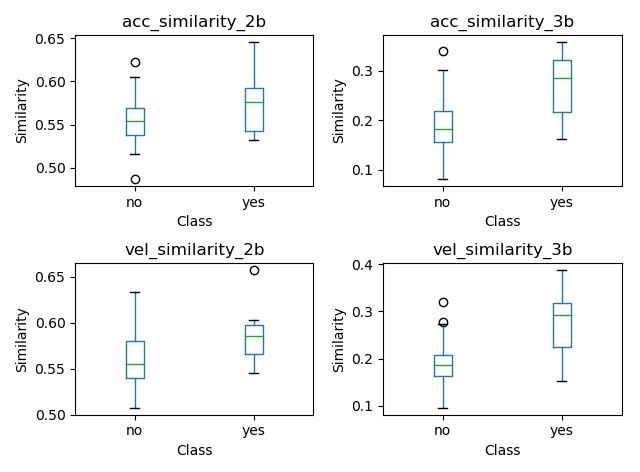 acc_similarity_2b
0.65
0.60
0.55
0.50
Similarity
no
yes
Class
acc_similarity_3b
0.3
0.2
0.1
Similarity
no
yes
Class
vel_similarity_2b
0.65
0.60
0.55
0.50
Similarity
no
yes
Class
vel_similarity_3b
0.4
0.3
0.2
0.1
Similarity
no
yes
Class